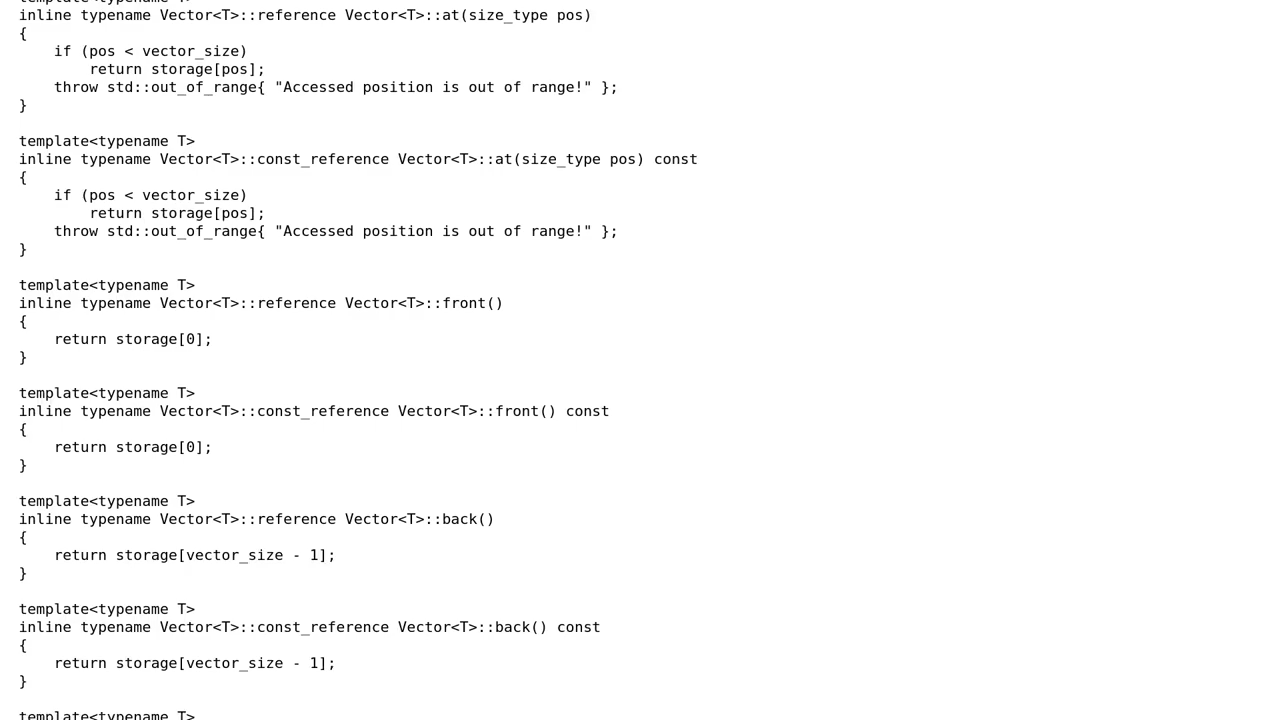 template<typename T>
inline typename Vector<T>::reference Vector<T>::at(size_type pos)
{
    if (pos < vector_size)
        return storage[pos];
    throw std::out_of_range{ "Accessed position is out of range!" };
}

template<typename T>
inline typename Vector<T>::const_reference Vector<T>::at(size_type pos) const
{
    if (pos < vector_size)
        return storage[pos];
    throw std::out_of_range{ "Accessed position is out of range!" };
}

template<typename T>
inline typename Vector<T>::reference Vector<T>::front()
{
    return storage[0];
}

template<typename T>
inline typename Vector<T>::const_reference Vector<T>::front() const
{
    return storage[0];
}

template<typename T>
inline typename Vector<T>::reference Vector<T>::back()
{
    return storage[vector_size - 1];
}

template<typename T>
inline typename Vector<T>::const_reference Vector<T>::back() const
{
    return storage[vector_size - 1];
}

template<typename T>